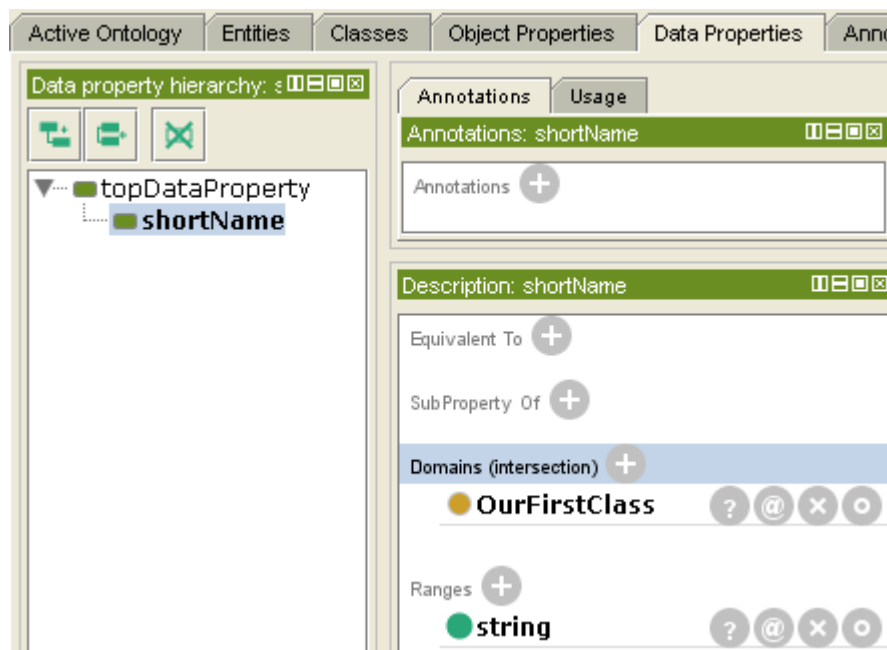 Active Ontology Entities Classes Object Properties Data Properties Anno
Data property hierarchy: s
topDataProperty
shortName
Annotations Usage
Annotations: shortName
Annotations
Description: shortName
Equivalent To
SubProperty Of
Domains (intersection)
OurFirstClass
? @
Ranges
string
? @